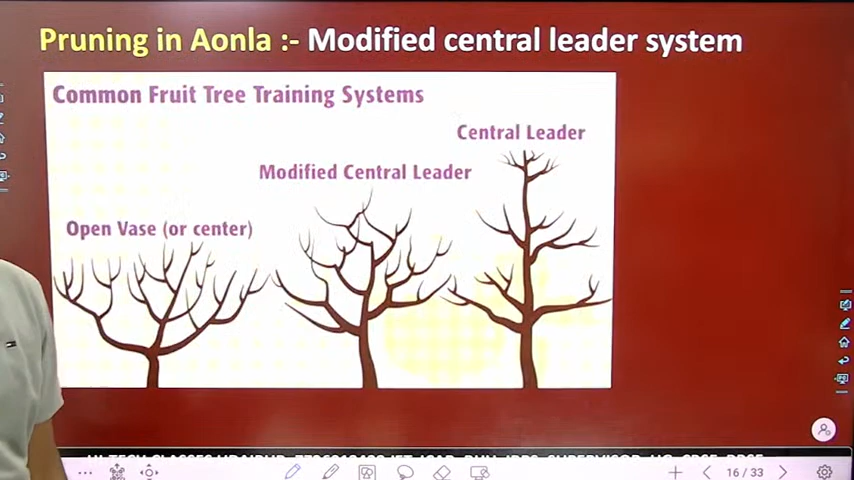 Pruning in Aonla :- Modified central leader system
Common Fruit Tree Training Systems
Central Leader
Modified Central Leader
Open Vase (or center)
16/33